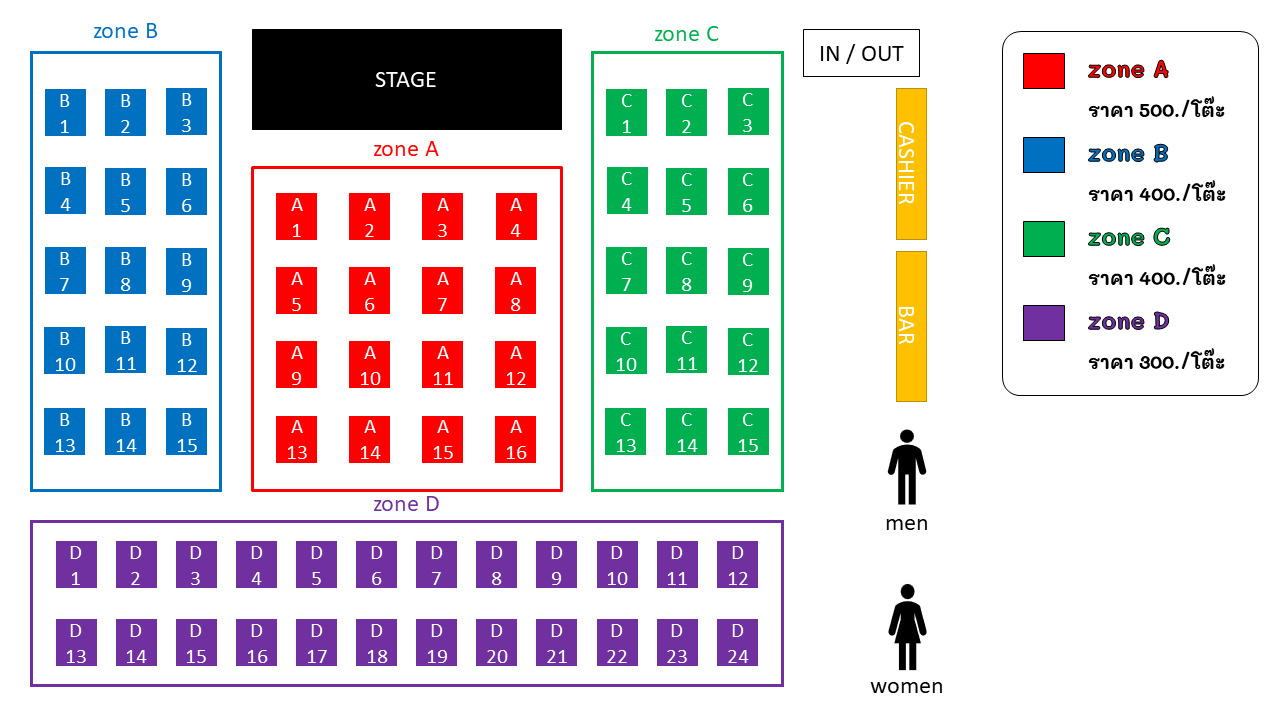 zone B
STAGE
zone C
IN / OUT
B 1
B 2
B 3
B 4
B 5
B 6
B 7
B 8
B 9
B 10
B 11
B 12
B 13
B 14
B 15
zone A
A 1
A 2
A 3
A 4
A 5
A 6
A 7
A 8
A 9
A 10
A 11
A 12
A 13
A 14
A 15
A 16
C 1
C 2
C 3
C 4
C 5
C 6
C 7
C 8
C 9
C 10
C 11
C 12
C 13
C 14
C 15
zone D
D 1
D 2
D 3
D 4
D 5
D 6
D 7
D 8
D 9
D 10
D 11
D 12
D 13
D 14
D 15
D 16
D 17
D 18
D 19
D 20
D 21
D 22
D 23
D 24
CASHIER
BAR
men
women
zone A
ราคา 500./โต๊ะ
zone B
ราคา 400./โต๊ะ
zone C
ราคา 400./โต๊ะ
zone D
ราคา 300./โต๊ะ